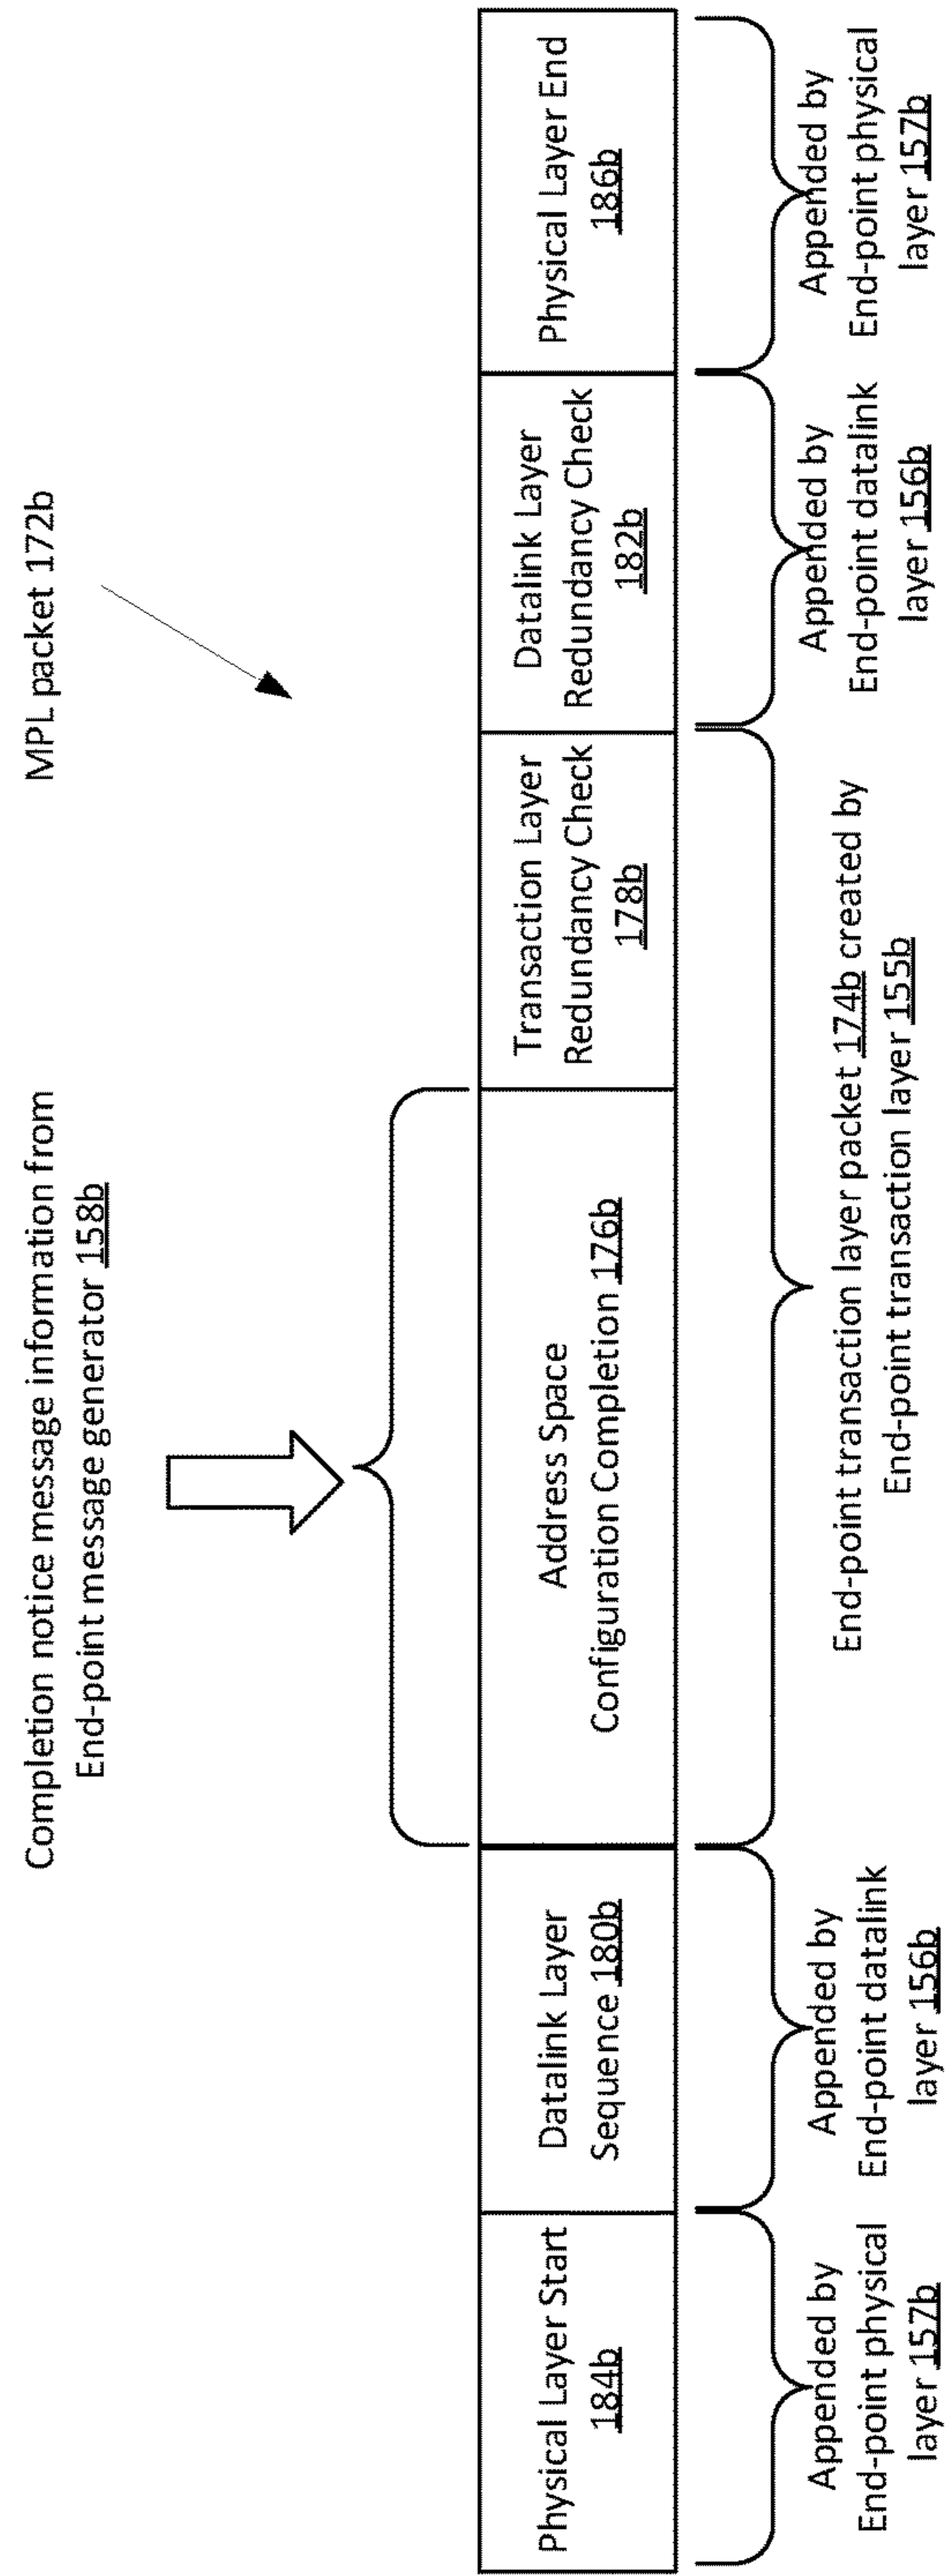 MPL packet 172b
Completion notice message information from
End-point message generator 158b
Physical Layer Start
184b
Datalink Layer
Sequence 180b
Address Space
Configuration Completion 176b
Transaction Layer
Redundancy Check
178b
Datalink Layer
Redundancy Check
182b
Physical Layer End
186b
Appended by
End-point physical
layer 157b
Appended by
End-point datalink
layer 156b
End-point transaction layer packet 174b created by
End-point transaction layer 155b
Appended by
End-point datalink
layer 156b
Appended by
End-point physical
layer 157b